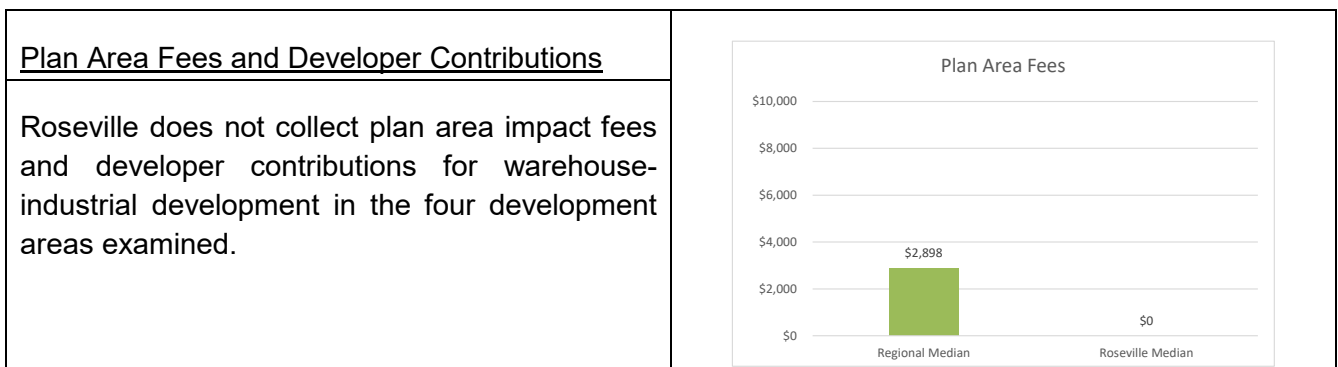 Plan Area Fees and Developer Contributions
Roseville does not collect plan area impact fees
and developer contributions for warehouse-
industrial development in the four development
areas examined.
Plan Area Fees
$10,000
$8,000
$6,000
$4,000
$2,898
$2,000
$0
$0
Regional Median
Roseville Median